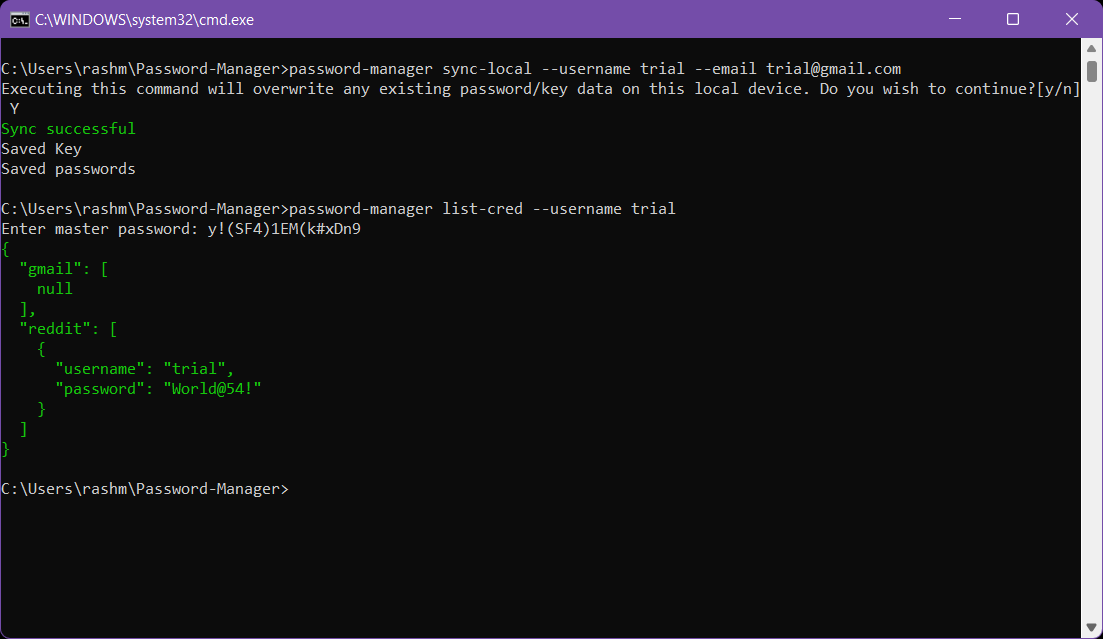 C:\WINDOWS\system32\cmd.exe
C:\Users\rashm\Password-Manager>password-manager sync-local --username trial --email trial@gmail.com
Executing this command will overwrite any existing password/key data on this local device. Do you wish to continue?[y/n]
 Y
Sync successful
Saved Key
Saved passwords
C:\Users\rashm\Password-Manager>password-manager list-cred --username trial
Enter master password: y!(SF4)1EM(k#xDn9
{
  "gmail": [
    null
  ],
  "reddit": [
    {
      "username": "trial",
      "password": "World@54!"
    }
  ]
}
C:\Users\rashm\Password-Manager>